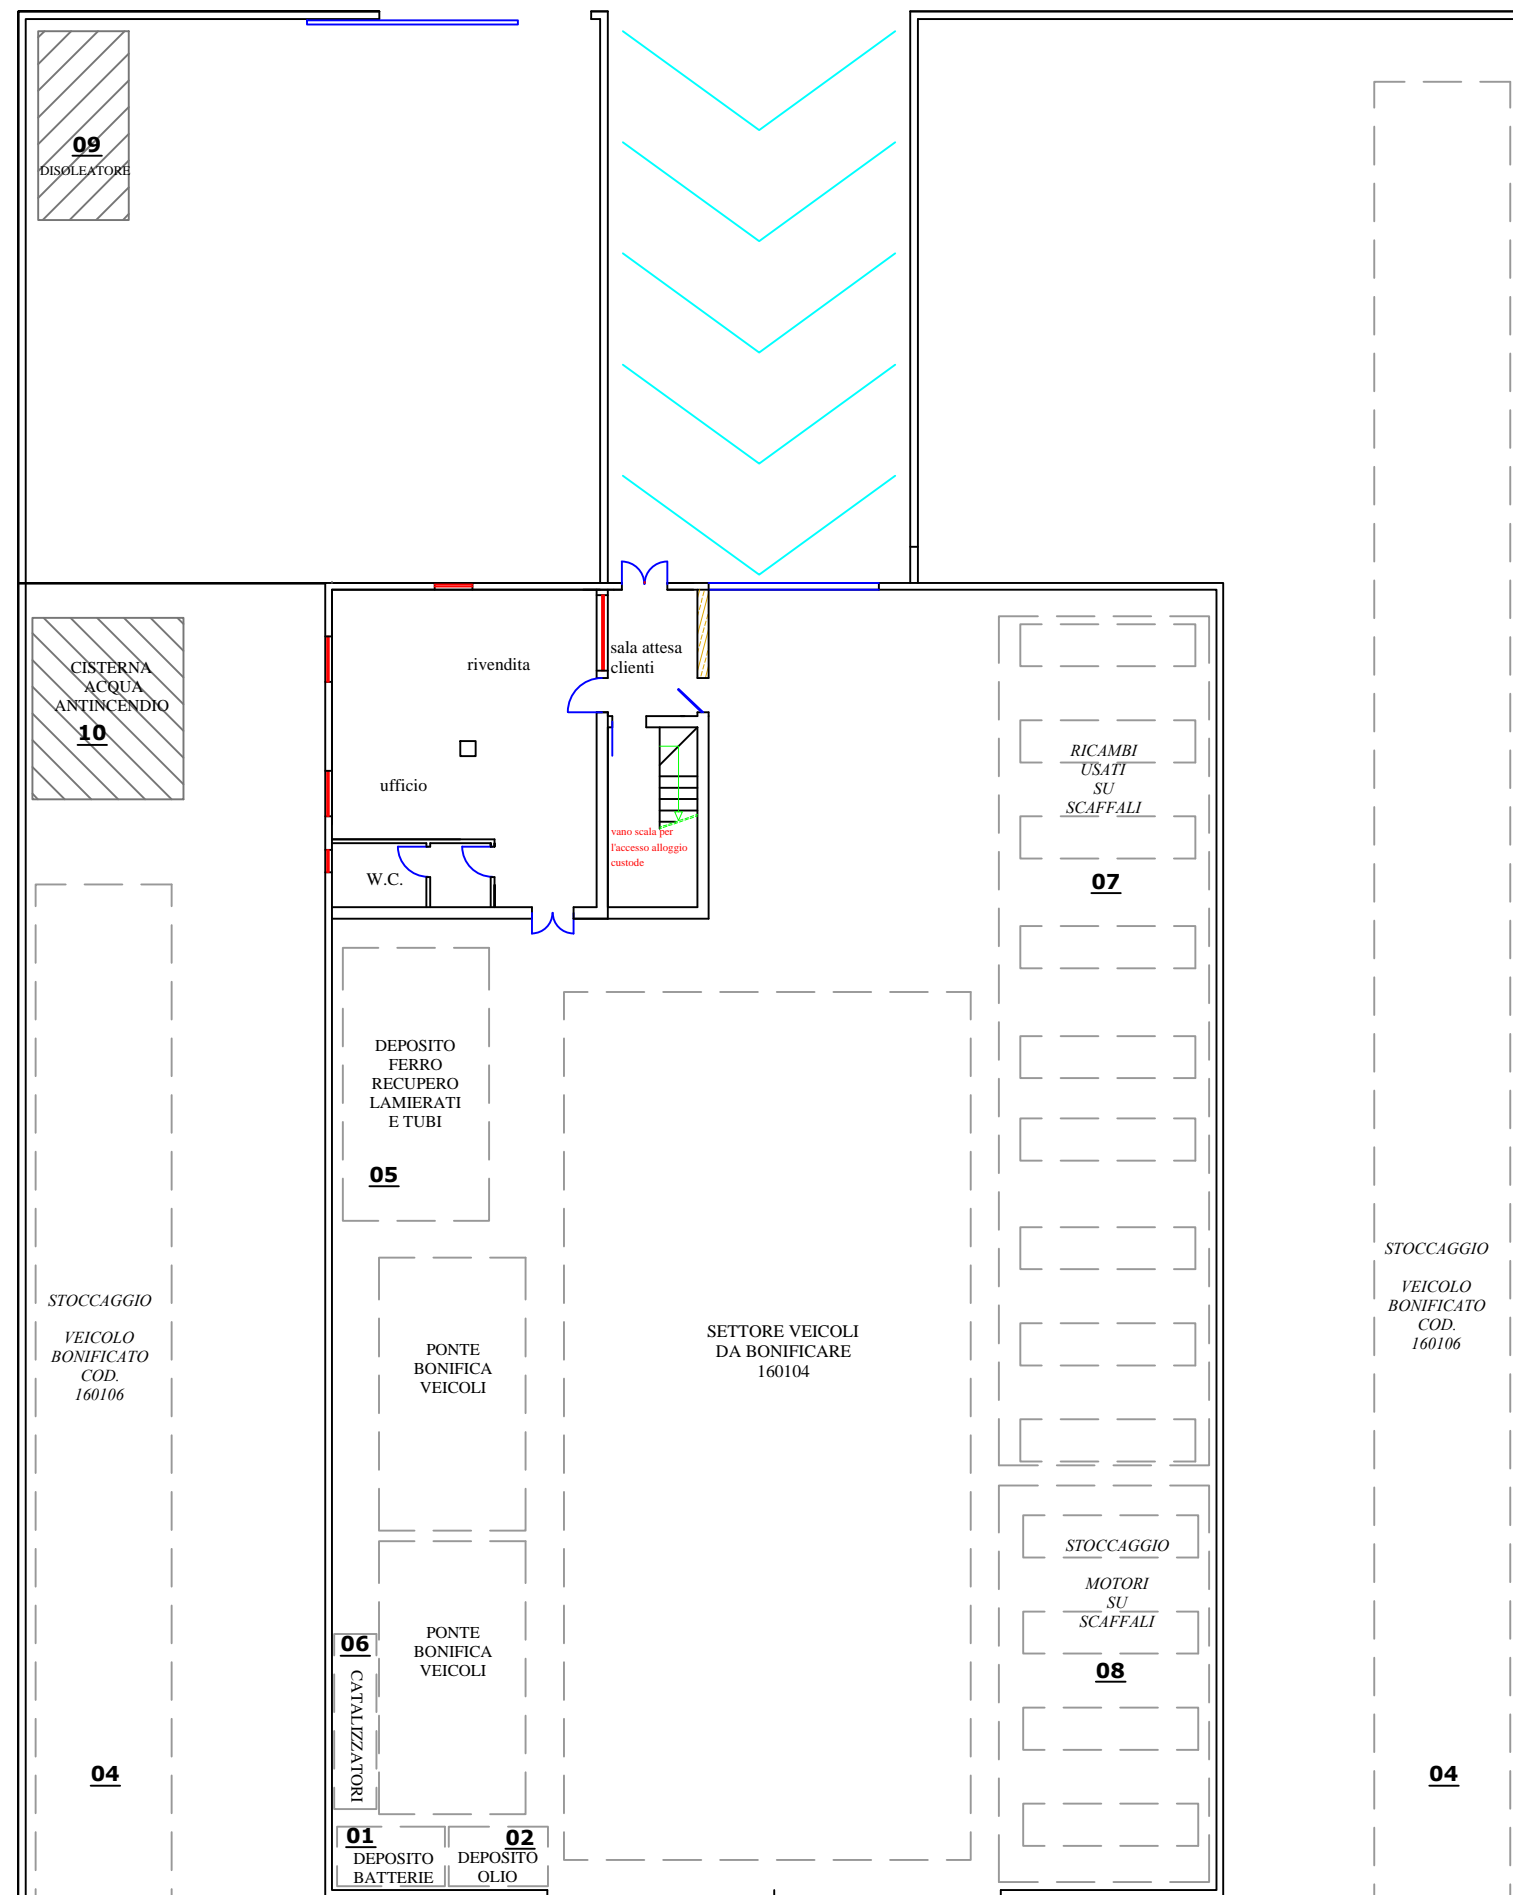 09
DISOLEATORE
CISTERNA
ACQUA
ANTINCENDIO
10
rivendita
sala attesa
clienti
ufficio
vano scala per
l'accesso alloggio
custode
W.C.
RICAMBI
USATI
SU
SCAFFALI
07
DEPOSITO
FERRO
RECUPERO
LAMIERATI
E TUBI
05
STOCCAGGIO
VEICOLO
BONIFICATO
COD.
160106
04
PONTE
BONIFICA
VEICOLI
SETTORE VEICOLI
DA BONIFICARE
160104
STOCCAGGIO
VEICOLO
BONIFICATO
COD.
160106
04
PONTE
BONIFICA
VEICOLI
06
CATALIZZATORI
STOCCAGGIO
MOTORI
SU
SCAFFALI
08
01
DEPOSITO
BATTERIE
02
DEPOSITO
OLIO